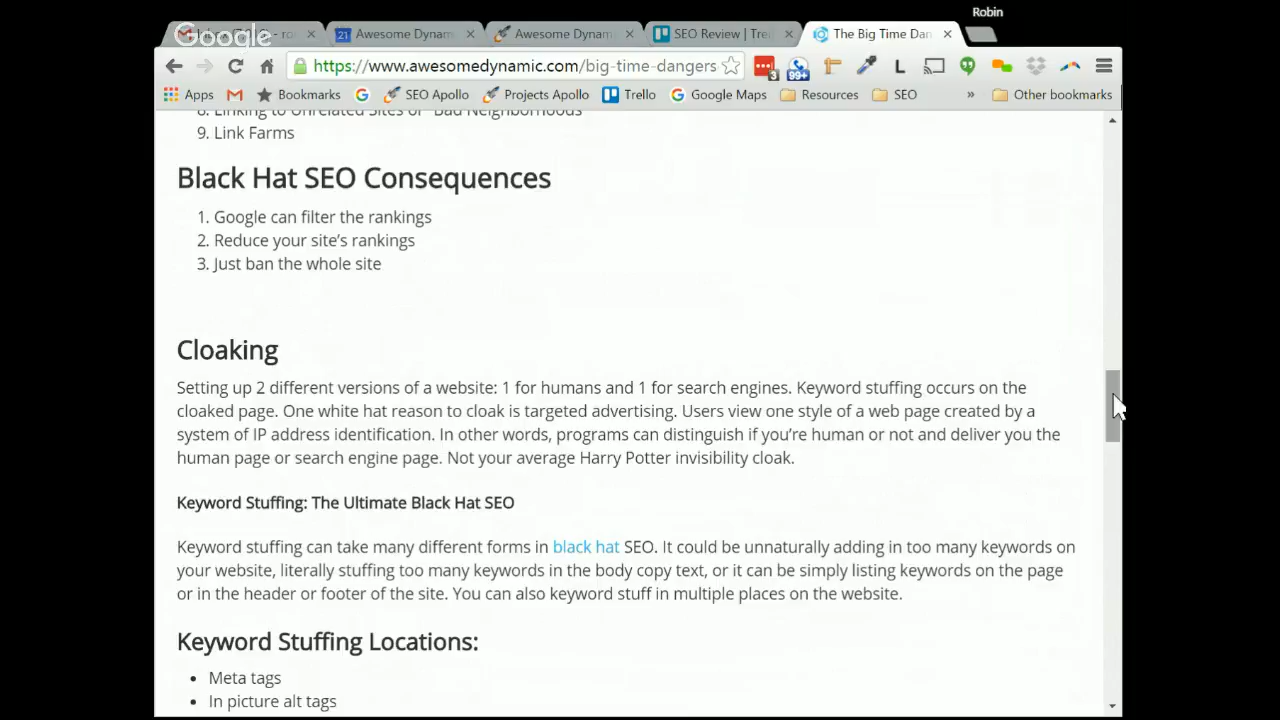 Robin
Google
Awesome Dynam
Awesome Dynam
SEO Review | Tre
The Big Time Dan
https://www.awesomedynamic.com/big-time-dangers
3
99+
L
Apps
Bookmarks
SEO Apollo
Projects Apollo
Trello
Google Maps
Resources
SEO
»
Other bookmarks
8. Linking to Unrelated Sites or "Bad Neighborhoods"
9. Link Farms
Black Hat SEO Consequences
1. Google can filter the rankings
2. Reduce your site's rankings
3. Just ban the whole site
Cloaking
Setting up 2 different versions of a website: 1 for humans and 1 for search engines. Keyword stuffing occurs on the
cloaked page. One white hat reason to cloak is targeted advertising. Users view one style of a web page created by a
system of IP address identification. In other words, programs can distinguish if you're human or not and deliver you the
human page or search engine page. Not your average Harry Potter invisibility cloak.
Keyword Stuffing: The Ultimate Black Hat SEO
Keyword stuffing can take many different forms in black hat SEO. It could be unnaturally adding in too many keywords on
your website, literally stuffing too many keywords in the body copy text, or it can be simply listing keywords on the page
or in the header or footer of the site. You can also keyword stuff in multiple places on the website.
Keyword Stuffing Locations:
• Meta tags
• In picture alt tags